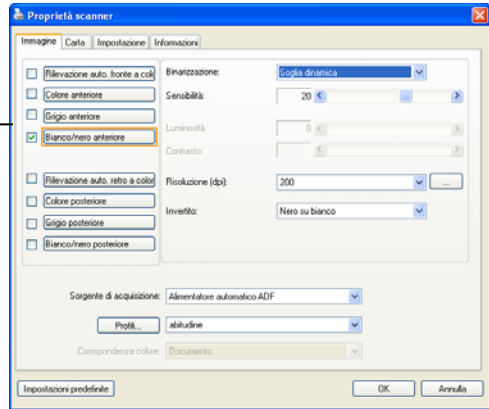 Proprietà scanner
Immagine Carta Impostazione Informazioni
Rilevazione auto. fronte a col
Colore anteriore
Grigio anteriore
Bianco/nero anteriore
Rilevazione auto. retro a color
Colore posteriore
Grigio posteriore
Bianco/nero posteriore
Binarizzazione: Soglia dinamica
Sensibilità: 20
Luminosità 0
Contrasto:
Risoluzione (dpi): 200 ...
Invertito: Nero su bianco
Sorgente di acquisizione: Alimentatore automatico ADF
Profili... abitudine
Corrispondenza colore: Documento
Impostazioni predefinite OK Annulla